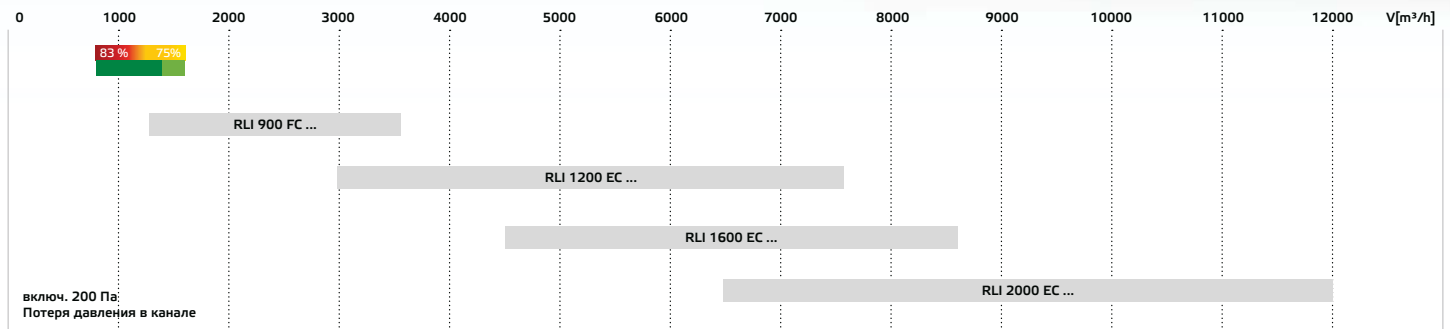 0 1000 2000 3000 4000 5000 6000 7000 8000 9000 10000 11000 12000 V[m³/h]
83 % 75%
RLI 900 FC ...
RLI 1200 EC ...
RLI 1600 EC ...
RLI 2000 EC ...
включ. 200 Па
Потеря давления в канале